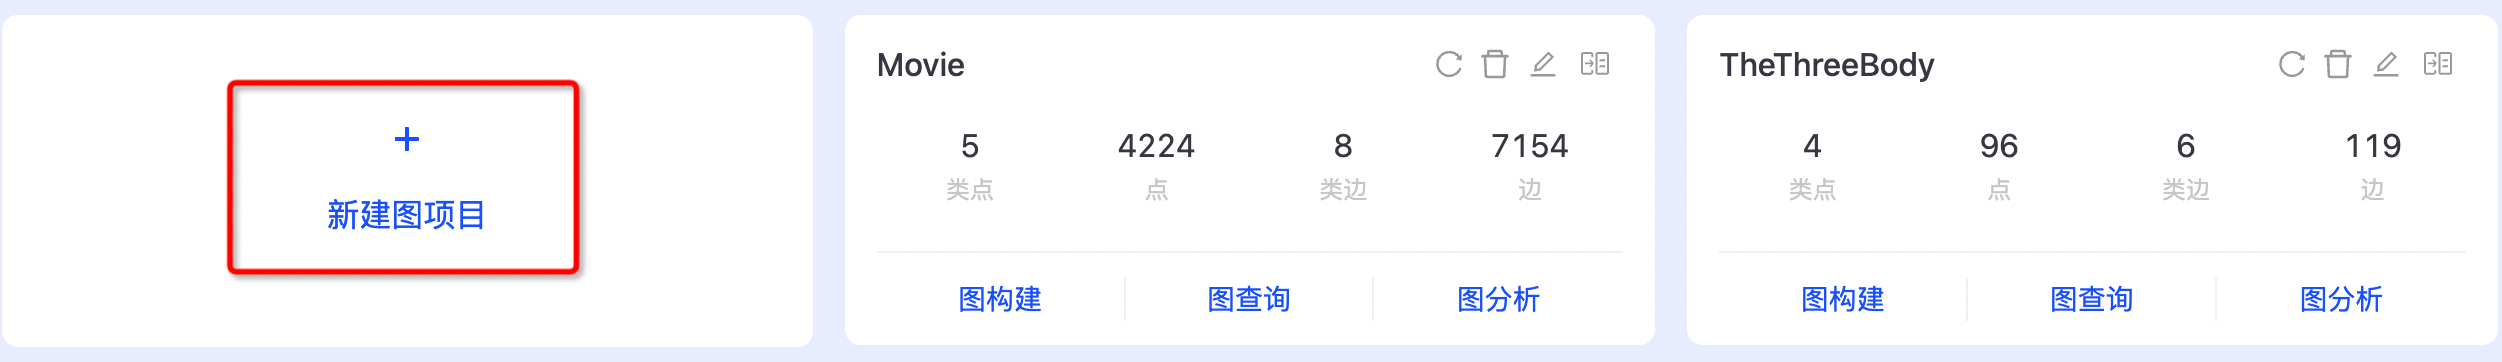 +
新建图项目
Movie
5 4224 8 7154
类点 点 类边 边
图构建 图查询 图分析
TheThreeBody
4 96 6 119
类点 点 类边 边
图构建 图查询 图分析